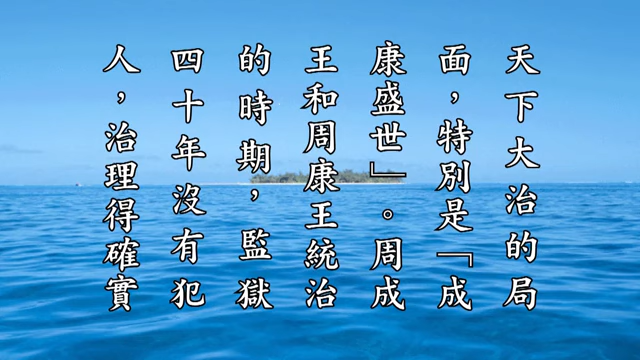 天下大治的局
面，特別是「成
康盛世」。周成
王和周康王統治
的時期，監獄
四十年沒有犯
人，治理得確實